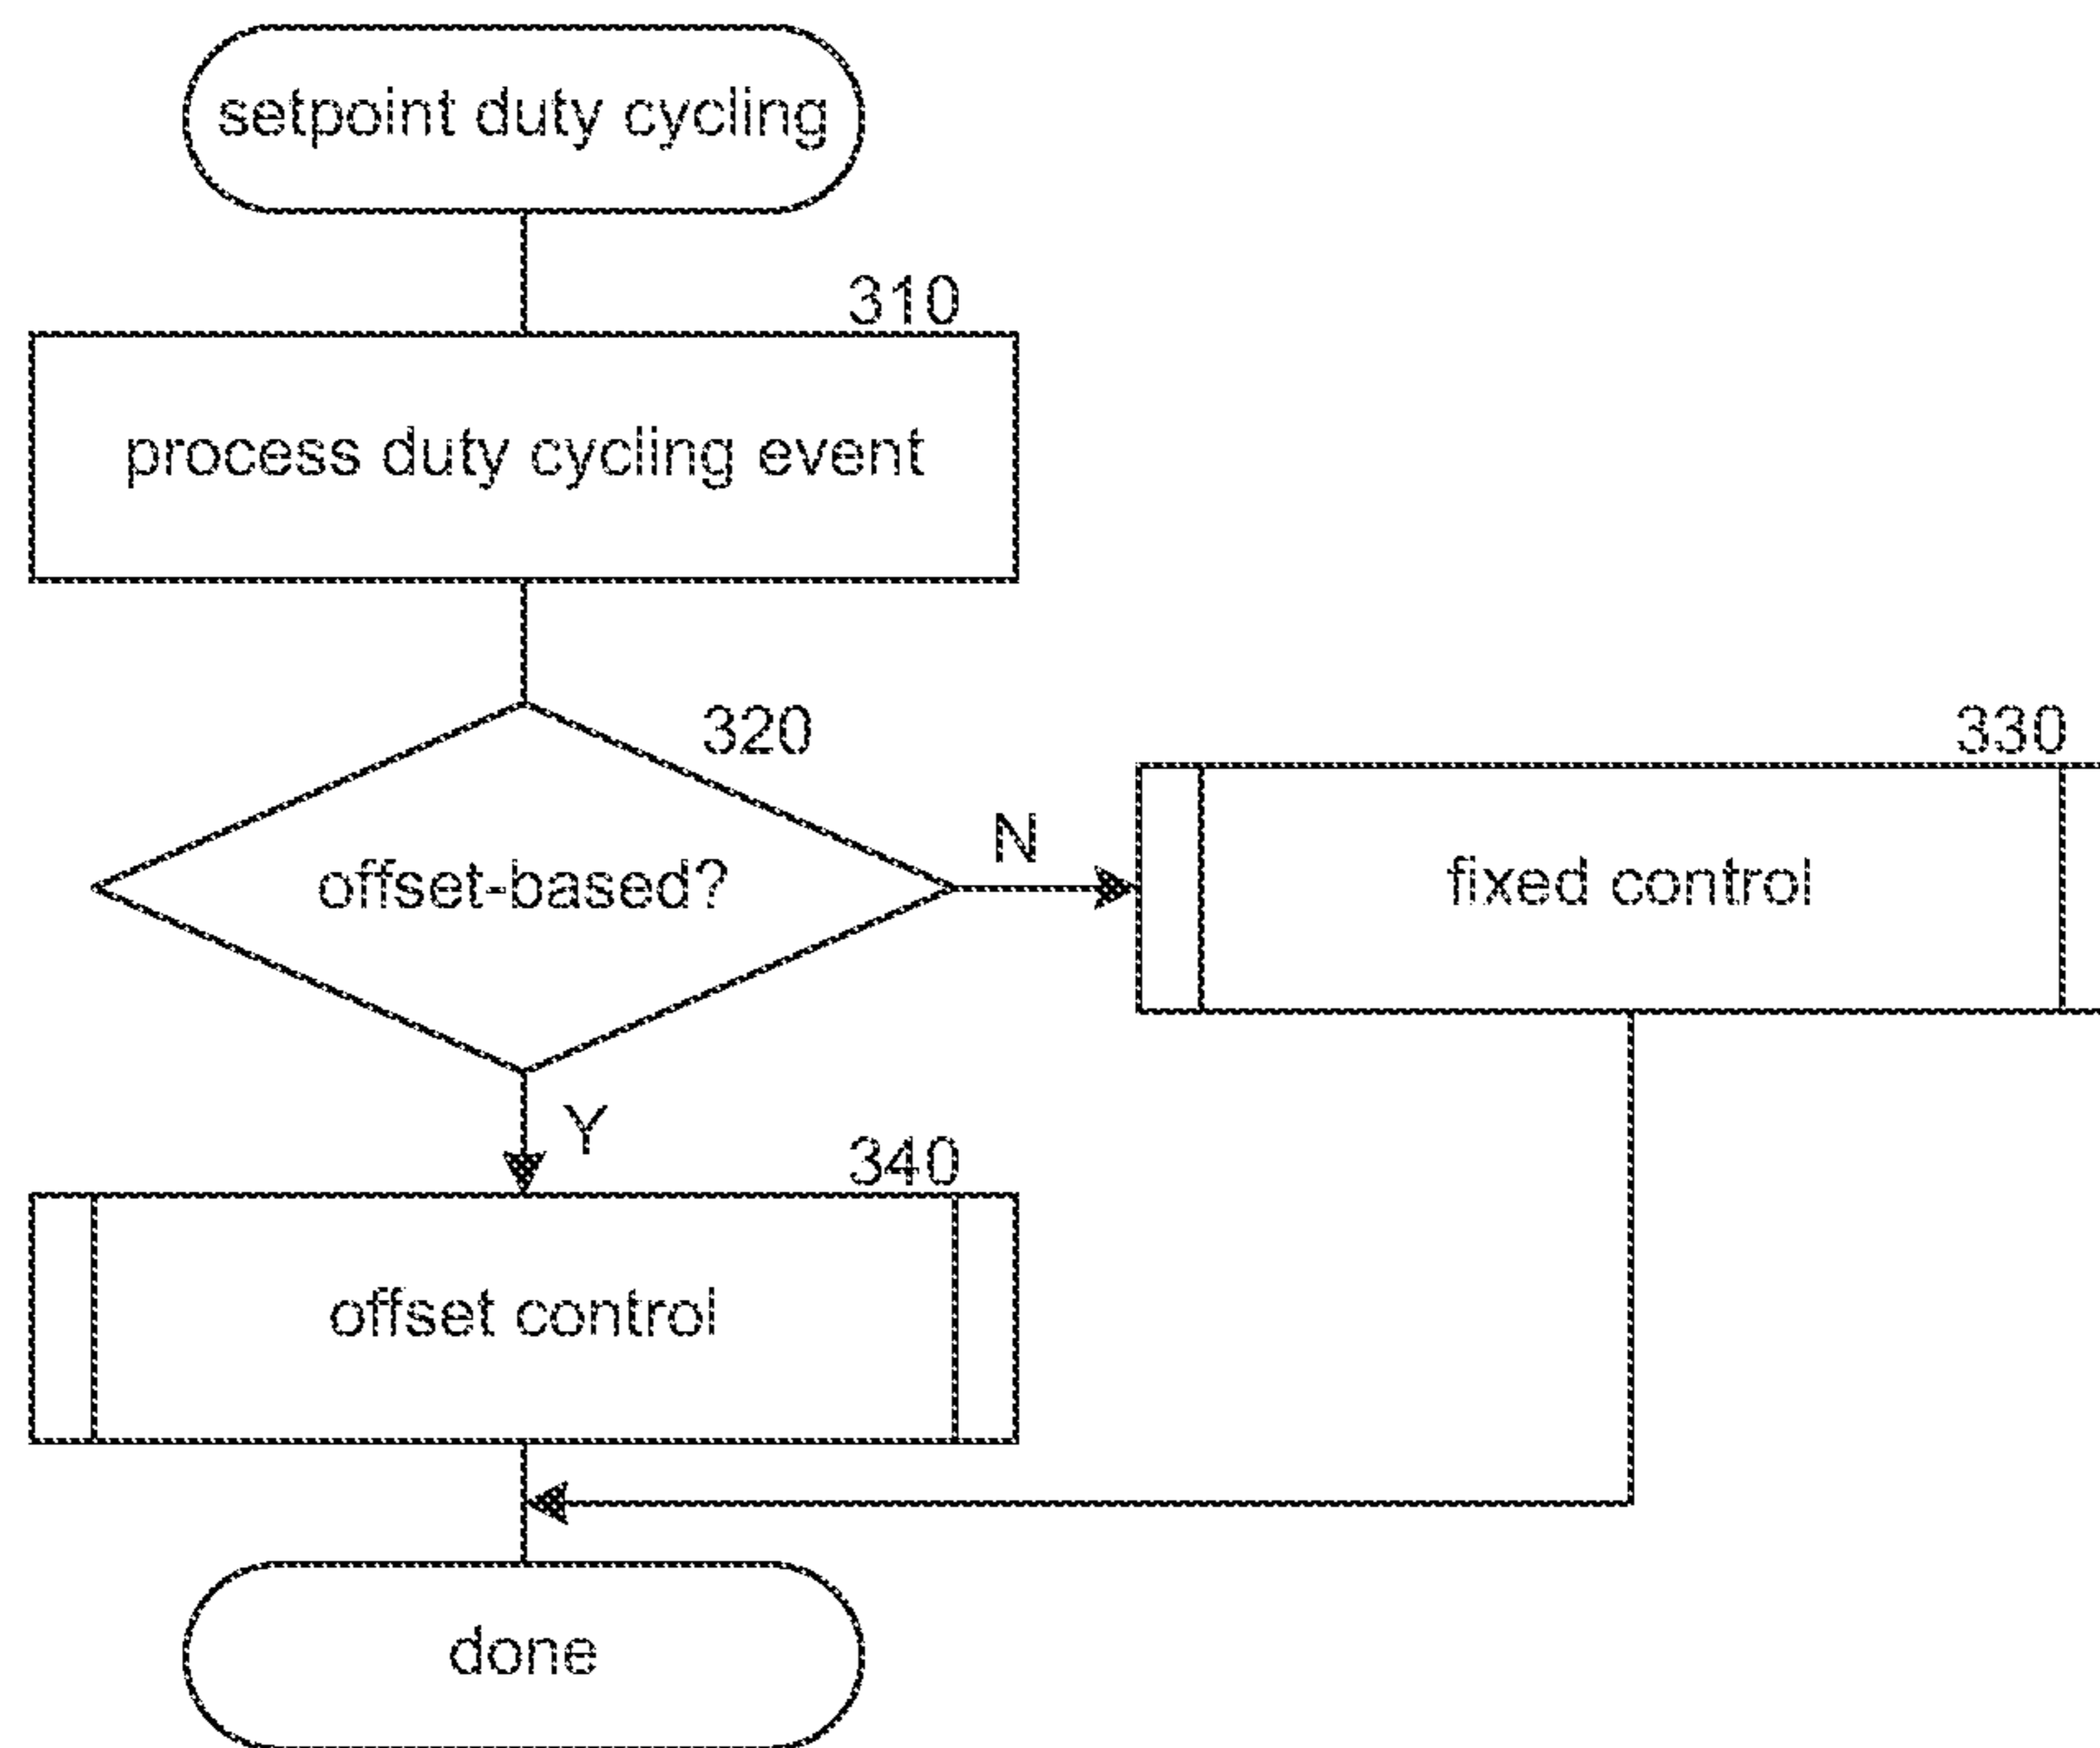 setpoint duty cycling
310
process duty cycling event
320
offset-based?
N
330
fixed control
Y
340
offset control
done